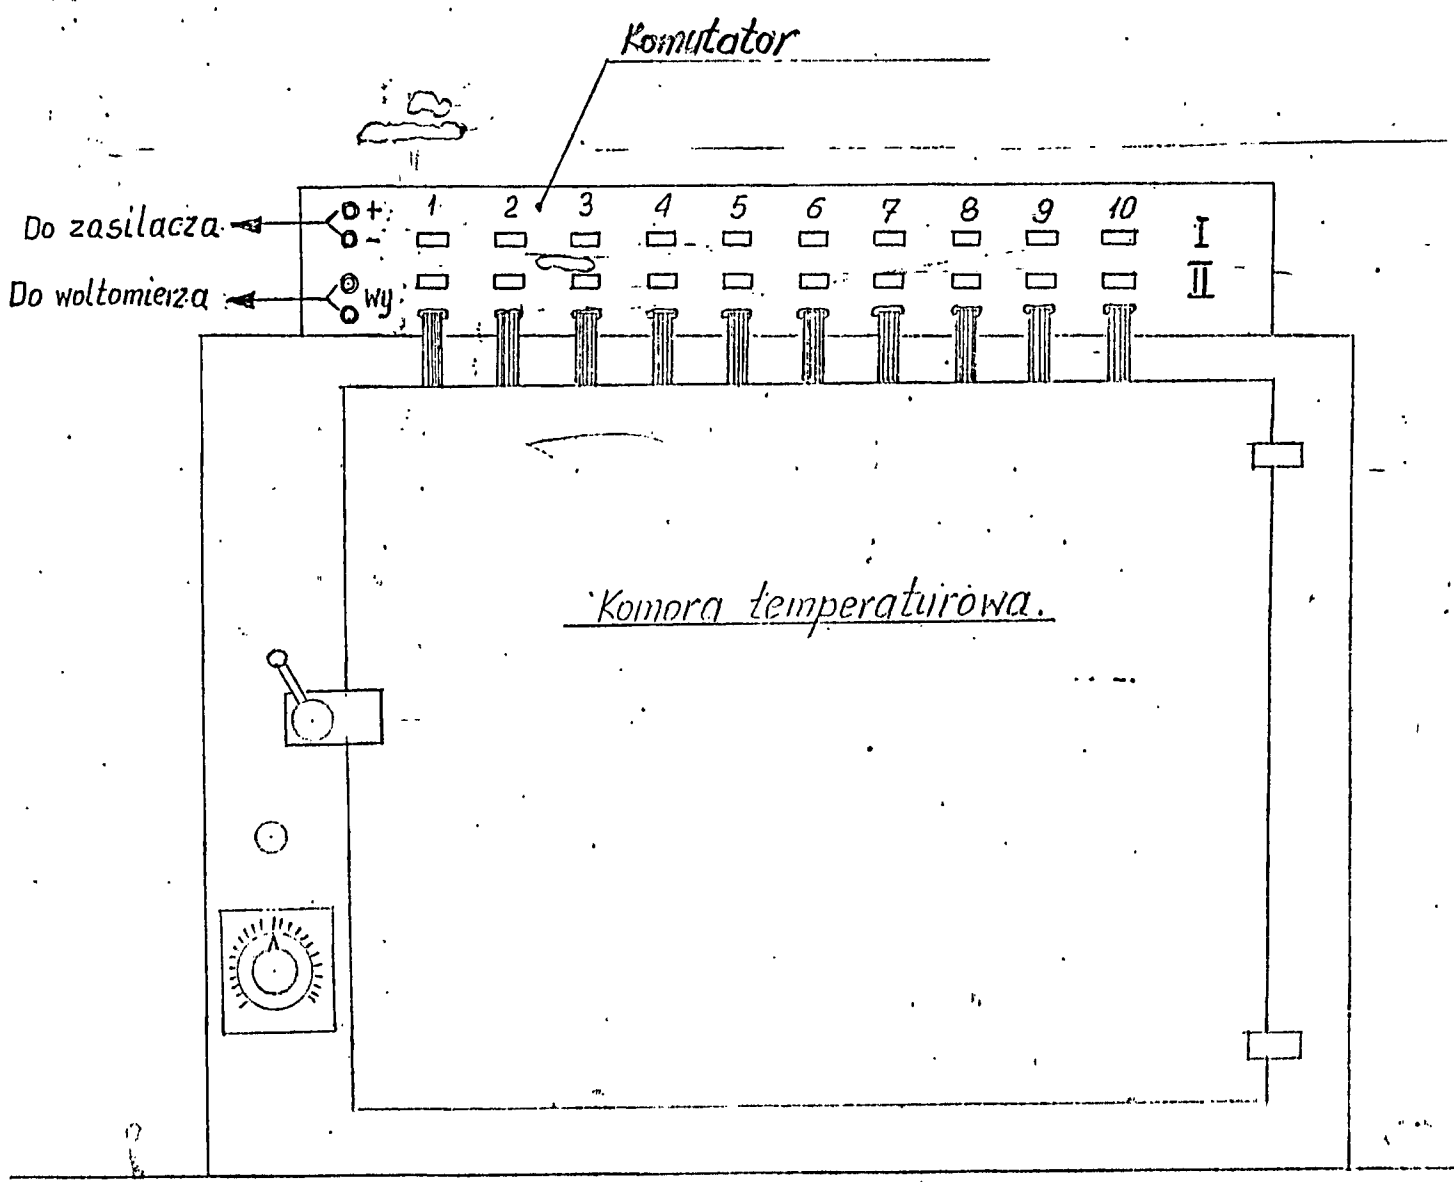 Komutator
Do zasilacza + 1 2 3 4 5 6 7 8 9 10 I
-
Do woltomierza wy II
Komora temperaturowa.